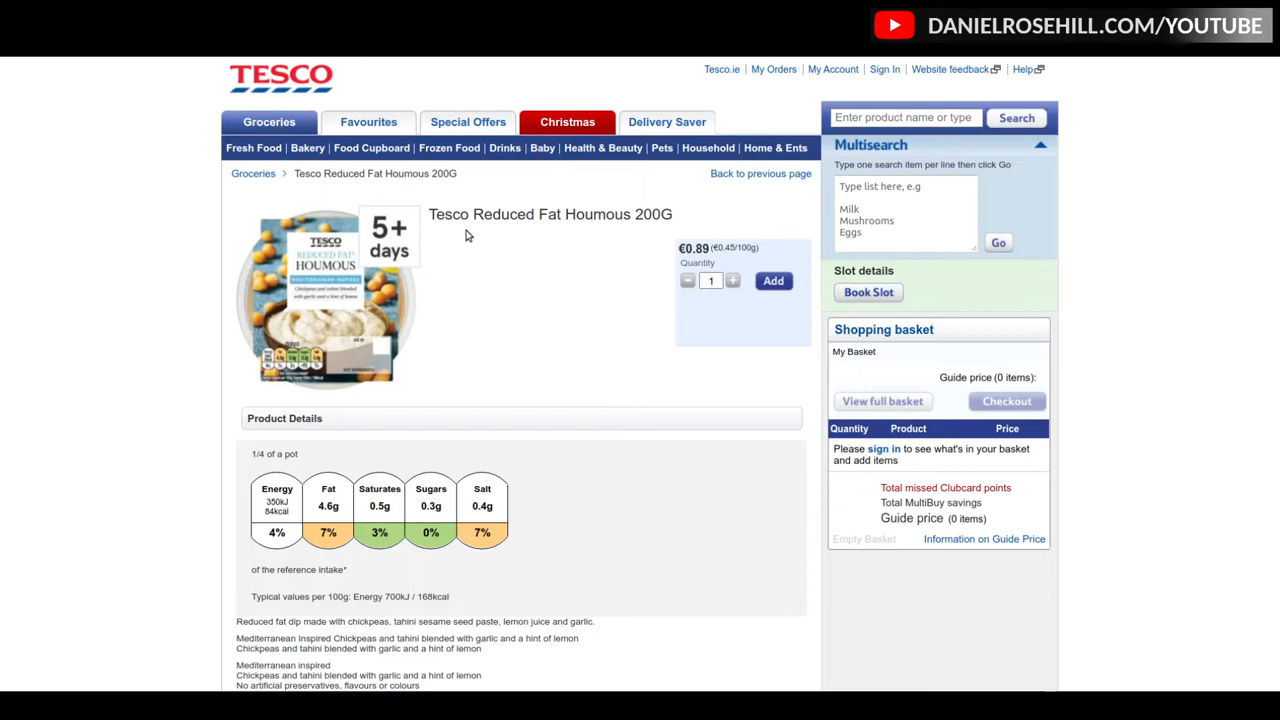 DANIELROSEHILL.COM/YOUTUBE
TESCO
Tesco.ie
My Orders
My Account
Sign In
Website feedback
Help
Groceries
Favourites
Special Offers
Christmas
Delivery Saver
Fresh Food
Bakery
Food Cupboard
Frozen Food
Drinks
Baby
Health & Beauty
Pets
Household
Home & Ents
Groceries > Tesco Reduced Fat Houmous 200G
Back to previous page
TESCO
REDUCED FAT
HOUMOUS
Chickpeas and tahini blended
with garlic and a hint of lemon
5+
days
Tesco Reduced Fat Houmous 200G
€0.89 (€0.45/100g)
Quantity
- 1 +
Add
Product Details
1/4 of a pot
Energy
350kJ
84kcal
4%
Fat
4.6g
7%
Saturates
0.5g
3%
Sugars
0.3g
0%
Salt
0.4g
7%
of the reference intake*
Typical values per 100g: Energy 700kJ / 168kcal
Reduced fat dip made with chickpeas, tahini sesame seed paste, lemon juice and garlic.
Mediterranean Inspired Chickpeas and tahini blended with garlic and a hint of lemon
Chickpeas and tahini blended with garlic and a hint of lemon
Mediterranean inspired
Chickpeas and tahini blended with garlic and a hint of lemon
No artificial preservatives, flavours or colours
Enter product name or type
Search
Multisearch
Type one search item per line then click Go
Type list here, e.g
Milk
Mushrooms
Eggs
Go
Slot details
Book Slot
Shopping basket
My Basket
Guide price (0 items):
View full basket
Checkout
Quantity
Product
Price
Please sign in to see what's in your basket
and add items
Total missed Clubcard points
Total MultiBuy savings
Guide price (0 items)
Empty Basket
Information on Guide Price